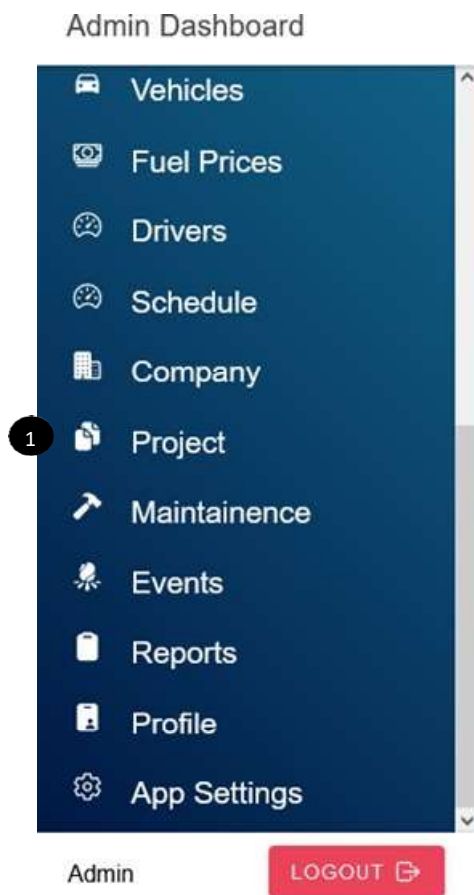 Admin Dashboard
Vehicles
Fuel Prices
Drivers
Schedule
Company
1 Project
Maintainence
Events
Reports
Profile
App Settings
Admin LOGOUT